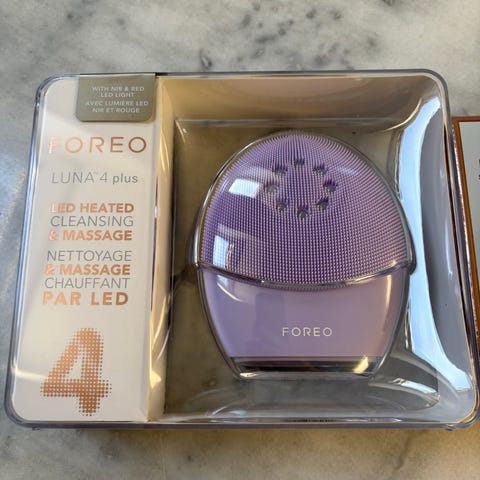 WITH NIR & RED
LED LIGHT
AVEC LUMIÈRE LED
NIR ET ROUGE
FOREO
LUNA™ 4 plus
LED HEATED
CLEANSING
& MASSAGE
NETTOYAGE
& MASSAGE
CHAUFFANT
PAR LED
4
FOREO